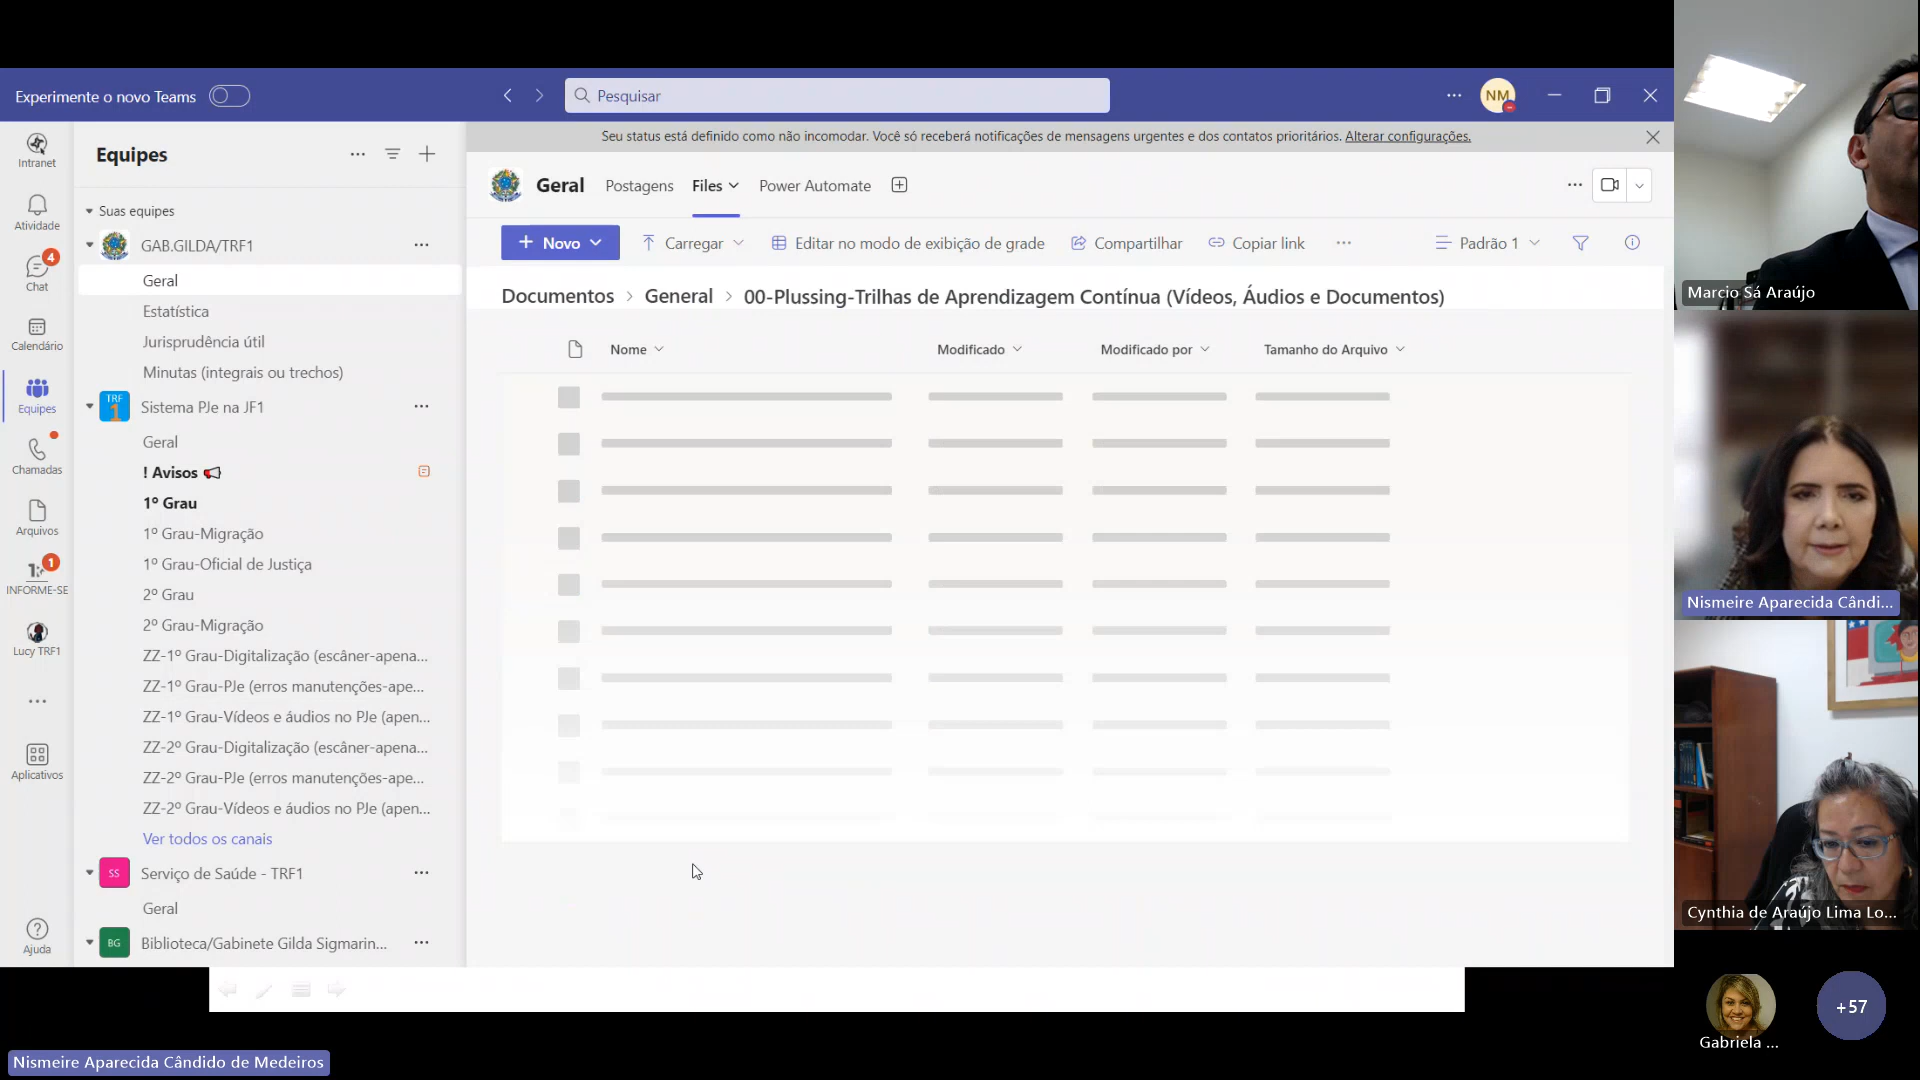 Experimente o novo Teams
Pesquisar
NM
Seu status está definido como não incomodar. Você só receberá notificações de mensagens urgentes e dos contatos prioritários. Alterar configurações.
Intranet
Atividade
4
Chat
Calendário
Equipes
Chamadas
Arquivos
1
INFORME-SE
Lucy TRF1
Aplicativos
Ajuda
Equipes
Suas equipes
GAB.GILDA/TRF1
Geral
Estatística
Jurisprudência útil
Minutas (integrais ou trechos)
TRF
1
Sistema PJe na JF1
Geral
! Avisos
1º Grau
1º Grau-Migração
1º Grau-Oficial de Justiça
2º Grau
2º Grau-Migração
ZZ-1º Grau-Digitalização (escâner-apena...
ZZ-1º Grau-PJe (erros manutenções-ape...
ZZ-1º Grau-Vídeos e áudios no PJe (apen...
ZZ-2º Grau-Digitalização (escâner-apena...
ZZ-2º Grau-PJe (erros manutenções-ape...
ZZ-2º Grau-Vídeos e áudios no PJe (apen...
Ver todos os canais
SS
Serviço de Saúde - TRF1
Geral
BG
Biblioteca/Gabinete Gilda Sigmarin...
Geral
Postagens
Files
Power Automate
Novo
Carregar
Editar no modo de exibição de grade
Compartilhar
Copiar link
Padrão 1
Documentos > General > 00-Plussing-Trilhas de Aprendizagem Contínua (Vídeos, Áudios e Documentos)
Nome
Modificado
Modificado por
Tamanho do Arquivo
Marcio Sá Araújo
Nismeire Aparecida Cândi...
Cynthia de Araújo Lima Lo...
Gabriela ...
+57
Nismeire Aparecida Cândido de Medeiros